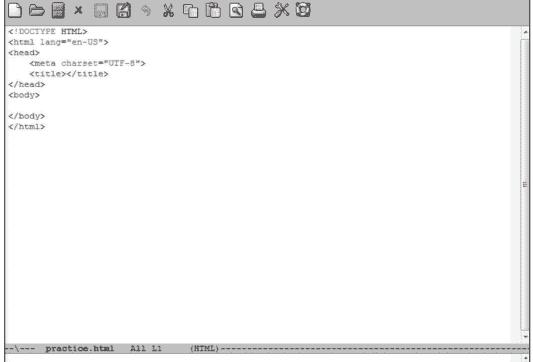 <!DOCTYPE HTML>
<html lang="en-US">
<head>
    <meta charset="UTF-8">
    <title></title>
</head>
<body>

</body>
</html>
--\--- practice.html All L1 (HTML)--------------------------------------------------